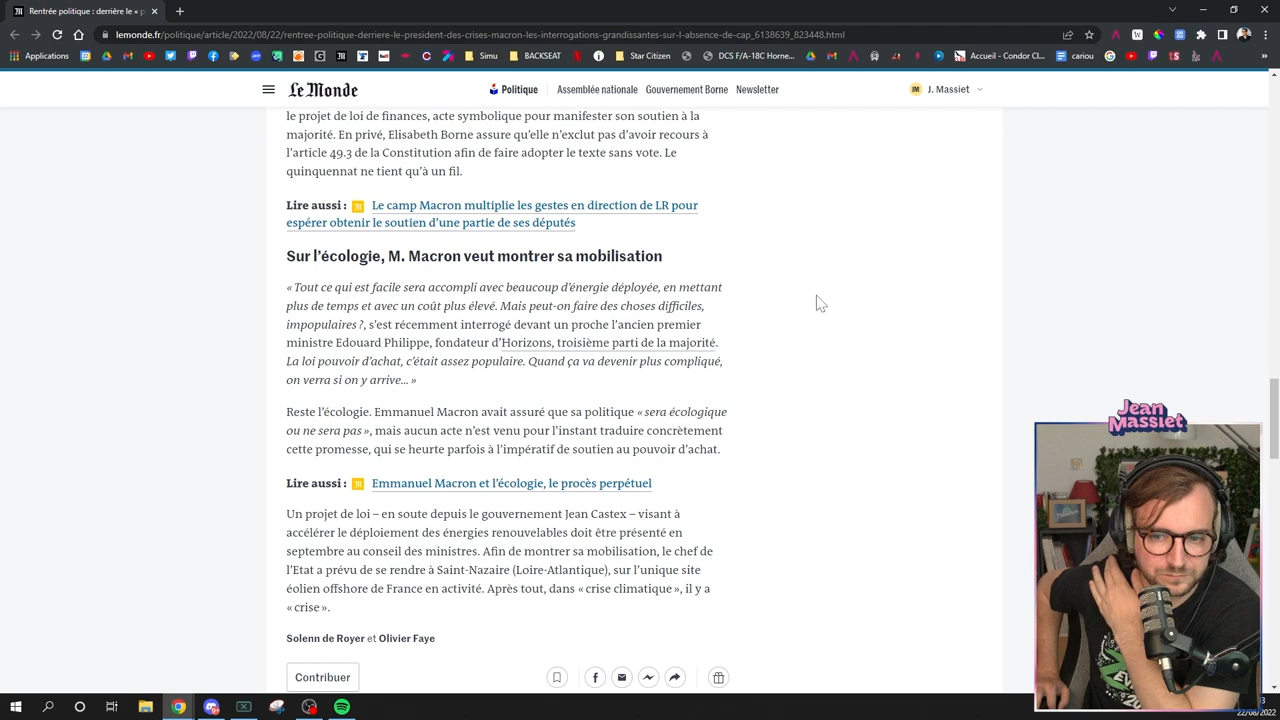 Rentrée politique : derrière le « p
lemonde.fr/politique/article/2022/08/22/rentree-politique-derriere-le-president-des-crises-macron-les-interrogations-grandissantes-sur-l-absence-de-cap_6138639_823448.html
Applications
Simu
BACKSEAT
Star Citizen
DCS F/A-18C Horne...
Accueil - Condor Cl...
cariou
Le Monde
Politique
Assemblée nationale
Gouvernement Borne
Newsletter
JM
J. Massiet
le projet de loi de finances, acte symbolique pour manifester son soutien à la
majorité. En privé, Elisabeth Borne assure qu'elle n'exclut pas d'avoir recours à
l'article 49.3 de la Constitution afin de faire adopter le texte sans vote. Le
quinquennat ne tient qu'à un fil.
Lire aussi : Le camp Macron multiplie les gestes en direction de LR pour
espérer obtenir le soutien d'une partie de ses députés
Sur l'écologie, M. Macron veut montrer sa mobilisation
« Tout ce qui est facile sera accompli avec beaucoup d'énergie déployée, en mettant
plus de temps et avec un coût plus élevé. Mais peut-on faire des choses difficiles,
impopulaires ?, s'est récemment interrogé devant un proche l'ancien premier
ministre Edouard Philippe, fondateur d'Horizons, troisième parti de la majorité.
La loi pouvoir d'achat, c'était assez populaire. Quand ça va devenir plus compliqué,
on verra si on y arrive... »
Reste l'écologie. Emmanuel Macron avait assuré que sa politique « sera écologique
ou ne sera pas », mais aucun acte n'est venu pour l'instant traduire concrètement
cette promesse, qui se heurte parfois à l'impératif de soutien au pouvoir d'achat.
Lire aussi : Emmanuel Macron et l'écologie, le procès perpétuel
Un projet de loi – en soute depuis le gouvernement Jean Castex – visant à
accélérer le déploiement des énergies renouvelables doit être présenté en
septembre au conseil des ministres. Afin de montrer sa mobilisation, le chef de
l'Etat a prévu de se rendre à Saint-Nazaire (Loire-Atlantique), sur l'unique site
éolien offshore de France en activité. Après tout, dans « crise climatique », il y a
« crise ».
Solenn de Royer et Olivier Faye
Contribuer
Jean
Massiet
22/08/2022